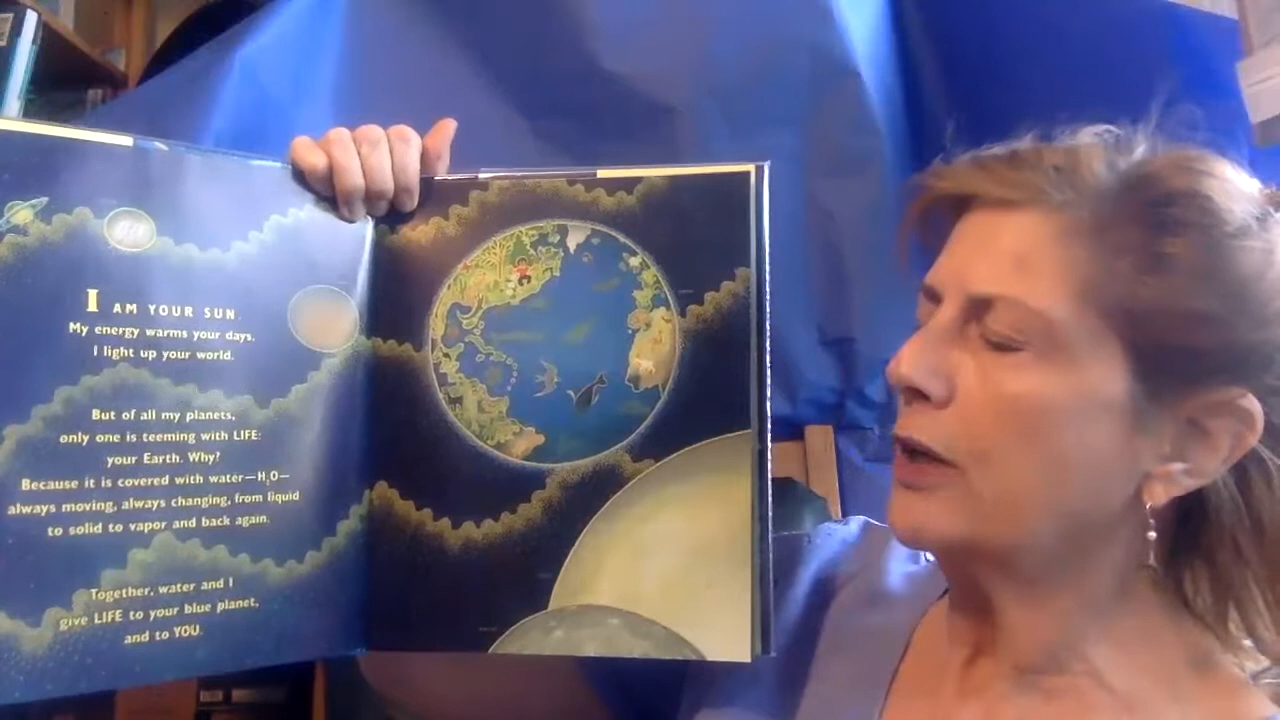 I AM YOUR SUN.
My energy warms your days,
I light up your world.
But of all my planets,
only one is teeming with LIFE:
your Earth. Why?
Because it is covered with water—H₂O—
always moving, always changing, from liquid
to solid to vapor and back again.
Together, water and I
give LIFE to your blue planet,
and to YOU.